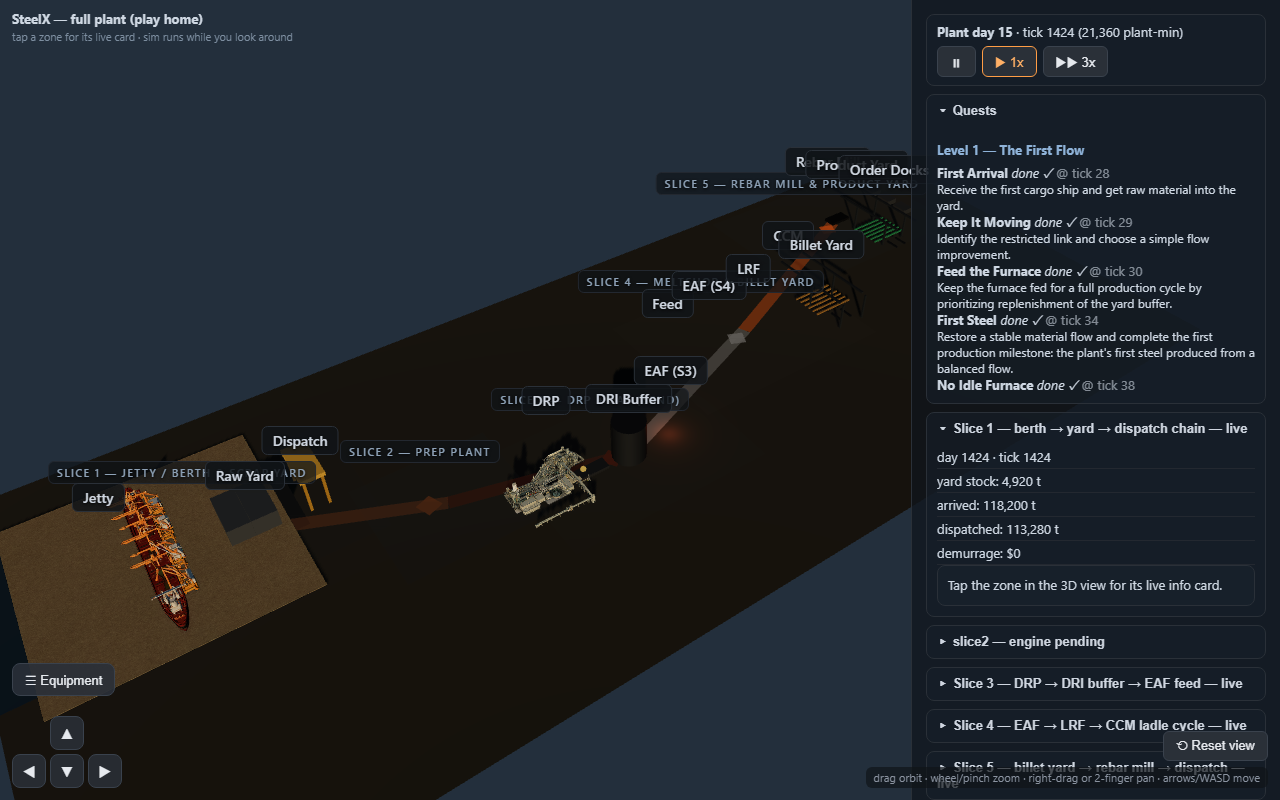 SteelX — full plant (play home)
tap a zone for its live card · sim runs while you look around
Order Docks
SLICE 5 — REBAR MILL & PRODUCT YARD
CCM
Billet Yard
LRF
EAF (S4)
Feed
EAF (S3)
DRP
DRI Buffer
Dispatch
SLICE 2 — PREP PLANT
SLICE 1 — JETTY / BERTH
YARD
Raw Yard
Jetty
☰ Equipment
▲
◀ ▼ ▶
Plant day 15 · tick 1424 (21,360 plant-min)
⏸ ▶ 1x ▶▶ 3x
▾ Quests
Level 1 — The First Flow
First Arrival done ✓ @ tick 28
Receive the first cargo ship and get raw material into the
yard.
Keep It Moving done ✓ @ tick 29
Identify the restricted link and choose a simple flow
improvement.
Feed the Furnace done ✓ @ tick 30
Keep the furnace fed for a full production cycle by
prioritizing replenishment of the yard buffer.
First Steel done ✓ @ tick 34
Restore a stable material flow and complete the first
production milestone: the plant's first steel produced from a
balanced flow.
No Idle Furnace done ✓ @ tick 38
▾ Slice 1 — berth → yard → dispatch chain — live
day 1424 · tick 1424
yard stock: 4,920 t
arrived: 118,200 t
dispatched: 113,280 t
demurrage: $0
Tap the zone in the 3D view for its live info card.
▸ slice2 — engine pending
▸ Slice 3 — DRP → DRI buffer → EAF feed — live
▸ Slice 4 — EAF → LRF → CCM ladle cycle — live
⟲ Reset view
▸ Slice 5 — billet yard → rebar mill → dispatch —
live
drag orbit · wheel/pinch zoom · right-drag or 2-finger pan · arrows/WASD move